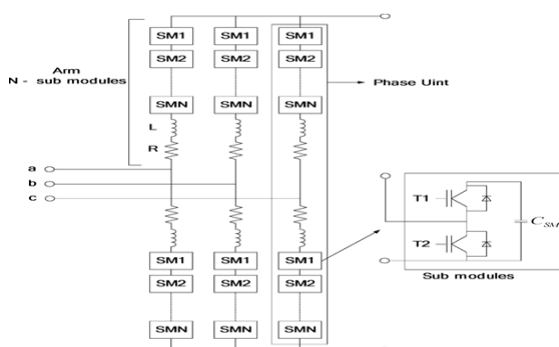 SM1 SM1 SM1
Arm
N - sub modules
SM2 SM2 SM2
Phase Uint
SMN SMN SMN
L
R
a
b
c
T1
C_SM
T2
Sub modules
SM1 SM1 SM1
SM2 SM2 SM2
SMN SMN SMN